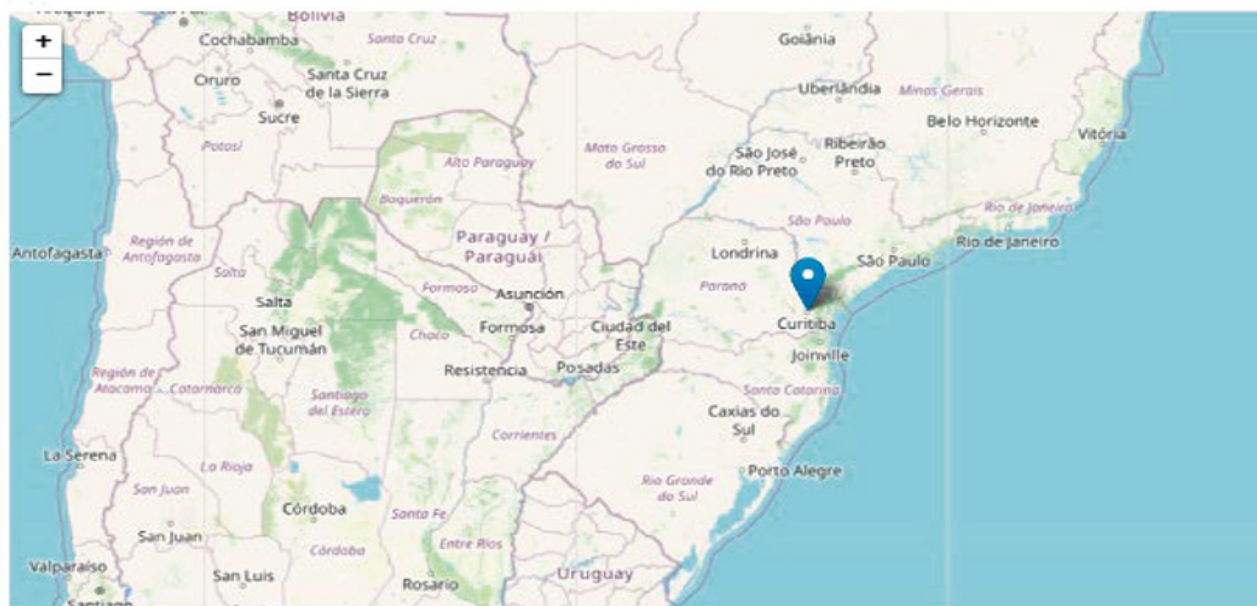 +
−
Bolivia
Cochabamba
Santa Cruz
Oruro
Santa Cruz
de la Sierra
Sucre
Potosí
Goiânia
Uberlândia
Minas Gerais
Belo Horizonte
Vitória
Alto Paraguay
Mato Grosso
do Sul
São José
do Rio Preto
Ribeirão
Preto
Boquerón
São Paulo
Rio de Janeiro
Rio de Janeiro
Antofagasta
Región de
Antofagasta
Salta
Paraguay /
Paraguái
Londrina
São Paulo
Paraná
Salta
Formosa
Asunción
San Miguel
de Tucumán
Chaco
Formosa
Ciudad del
Este
Curitiba
Joinville
Región de
Atacama
Catamarca
Resistencia
Posadas
Santiago
del Estero
Santa Catarina
Caxias do
Sul
Corrientes
La Serena
La Rioja
Porto Alegre
San Juan
Rio Grande
do Sul
Córdoba
Santa Fe
San Juan
Córdoba
Entre Ríos
Valparaíso
San Luis
Rosario
Uruguay
Santiago